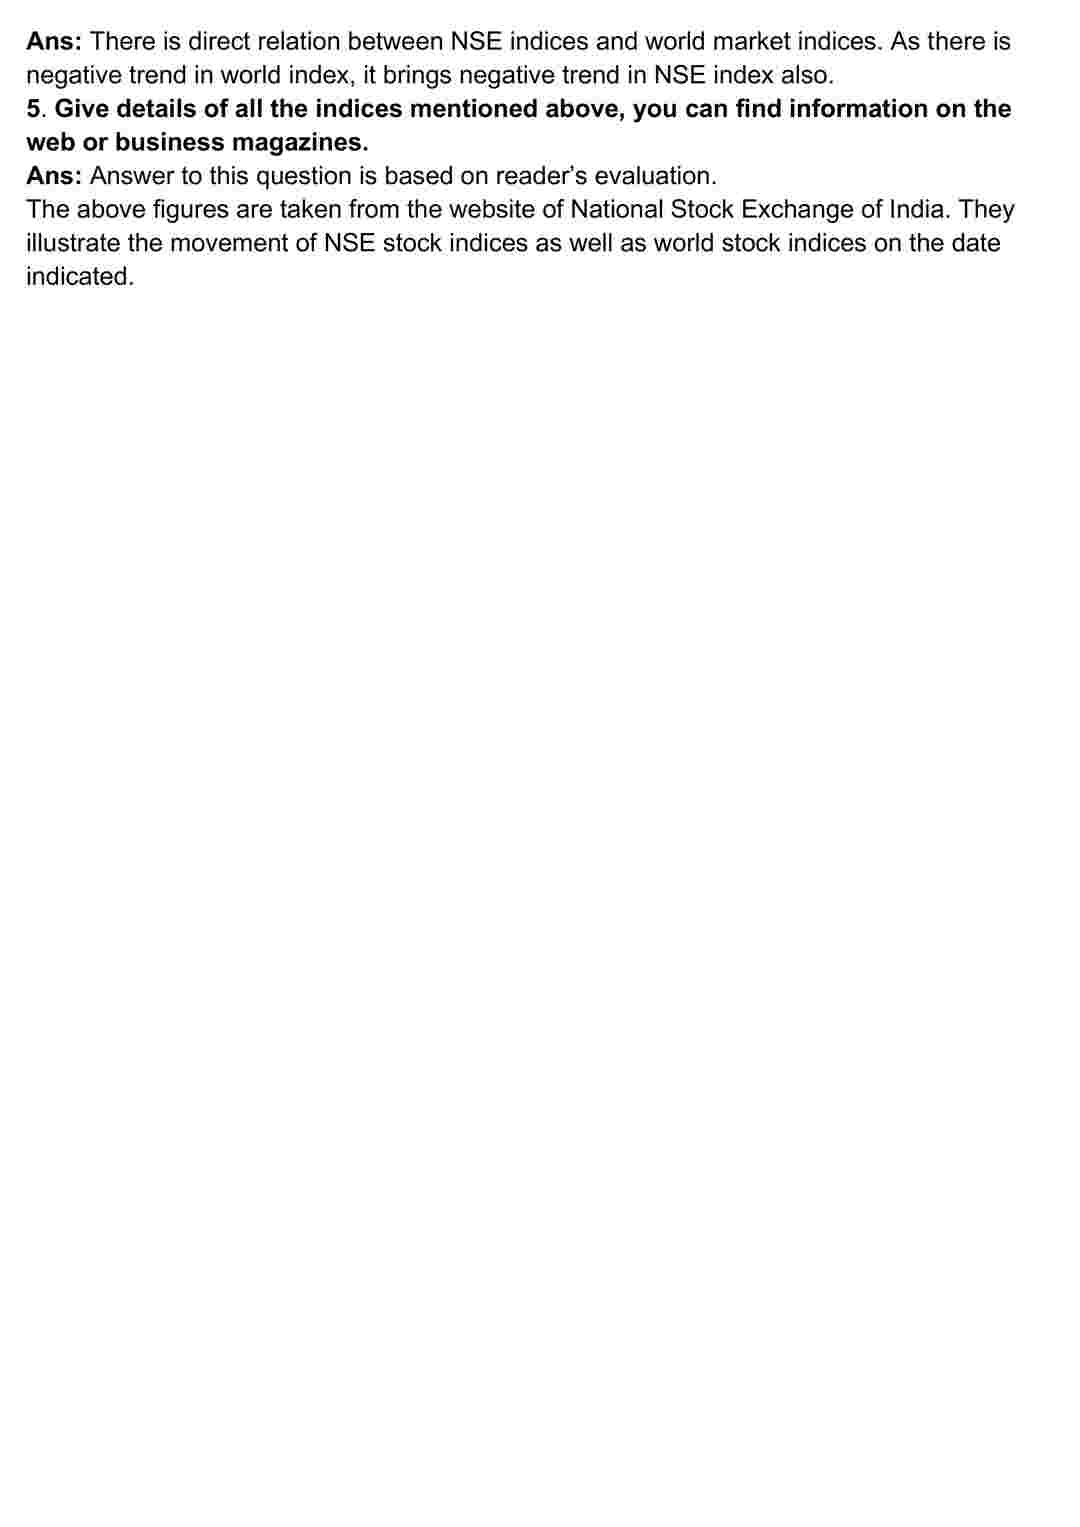 Ans: There is direct relation between NSE indices and world market indices. As there is
negative trend in world index, it brings negative trend in NSE index also.
5. Give details of all the indices mentioned above, you can find information on the
web or business magazines.
Ans: Answer to this question is based on reader’s evaluation.
The above figures are taken from the website of National Stock Exchange of India. They
illustrate the movement of NSE stock indices as well as world stock indices on the date
indicated.